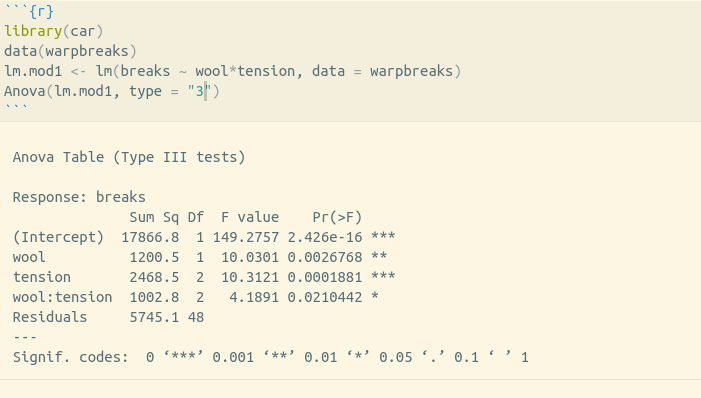 ```{r}
library(car)
data(warpbreaks)
lm.mod1 <- lm(breaks ~ wool*tension, data = warpbreaks)
Anova(lm.mod1, type = "3")
```
Anova Table (Type III tests)
Response: breaks
Sum Sq Df F value Pr(>F)
(Intercept) 17866.8 1 149.2757 2.426e-16 ***
wool 1200.5 1 10.0301 0.0026768 **
tension 2468.5 2 10.3121 0.0001881 ***
wool:tension 1002.8 2 4.1891 0.0210442 *
Residuals 5745.1 48
---
Signif. codes: 0 ‘***’ 0.001 ‘**’ 0.01 ‘*’ 0.05 ‘.’ 0.1 ‘ ’ 1